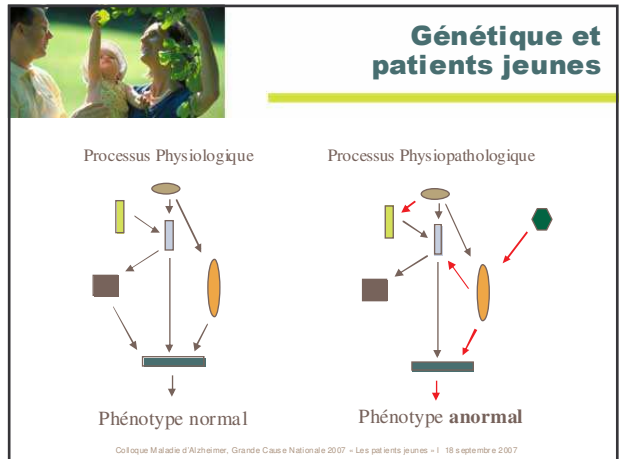 Génétique et
patients jeunes
Processus Physiologique
Processus Physiopathologique
Phénotype normal
Phénotype anormal
Colloque Maladie d'Alzheimer, Grande Cause Nationale 2007 « Les patients jeunes » I 18 septembre 2007